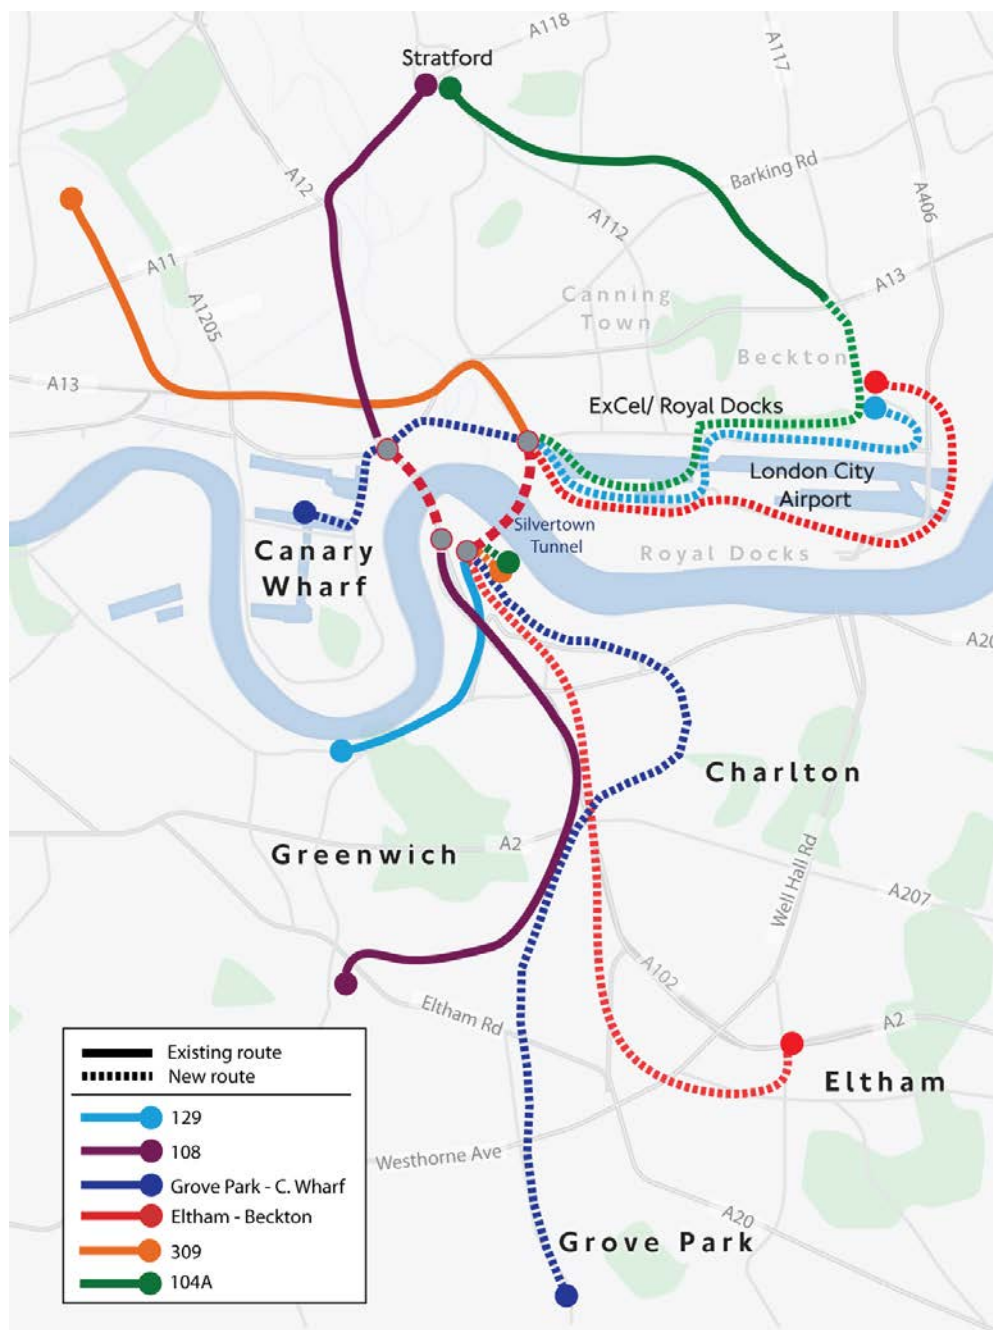 A118
Stratford
A117
A12
Barking Rd
A406
A112
A11
A13
A1205
Canning
Town
Beckton
A13
ExCel/ Royal Docks
London City
Airport
Silvertown
Tunnel
Canary
Wharf
Royal Docks
A20
Charlton
Greenwich
A2
Well Hall Rd
A207
A102
Eltham Rd
A2
Eltham
Westhorne Ave
A20
Grove Park
Existing route
New route
129
108
Grove Park - C. Wharf
Eltham - Beckton
309
104A